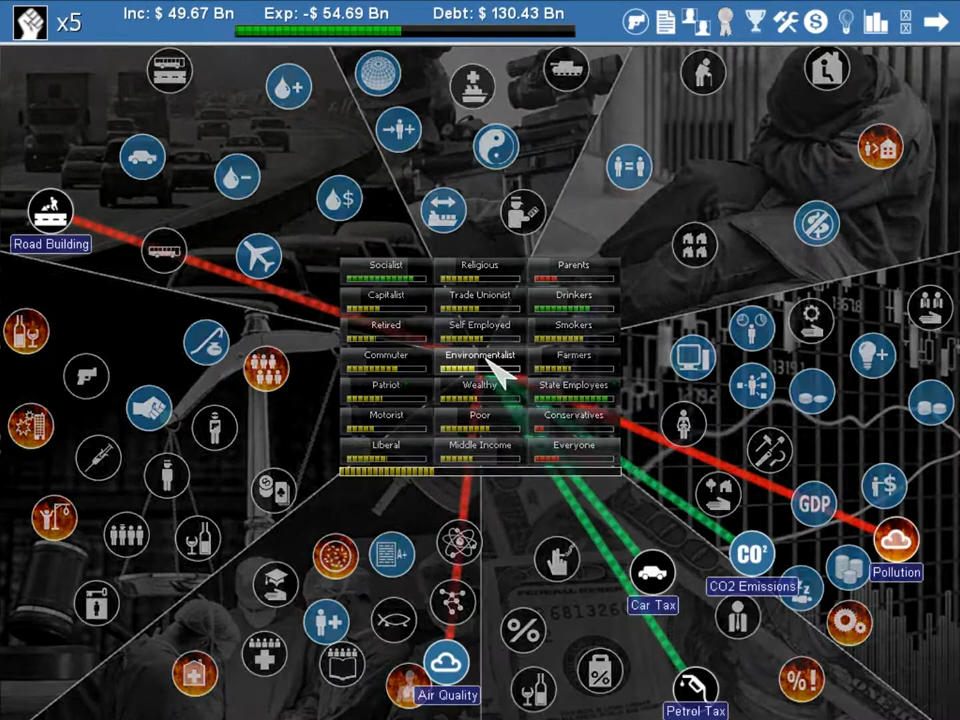 x5
Inc: $ 49.67 Bn
Exp: -$ 54.69 Bn
Debt: $ 130.43 Bn
Road Building
Socialist
Religious
Parents
Capitalist
Trade Unionist
Drinkers
Retired
Self Employed
Smokers
Commuter
Environmentalist
Farmers
Patriot
Wealthy
State Employees
Motorist
Poor
Conservatives
Liberal
Middle Income
Everyone
GDP
CO²
Pollution
CO2 Emissions
Car Tax
Air Quality
Petrol Tax